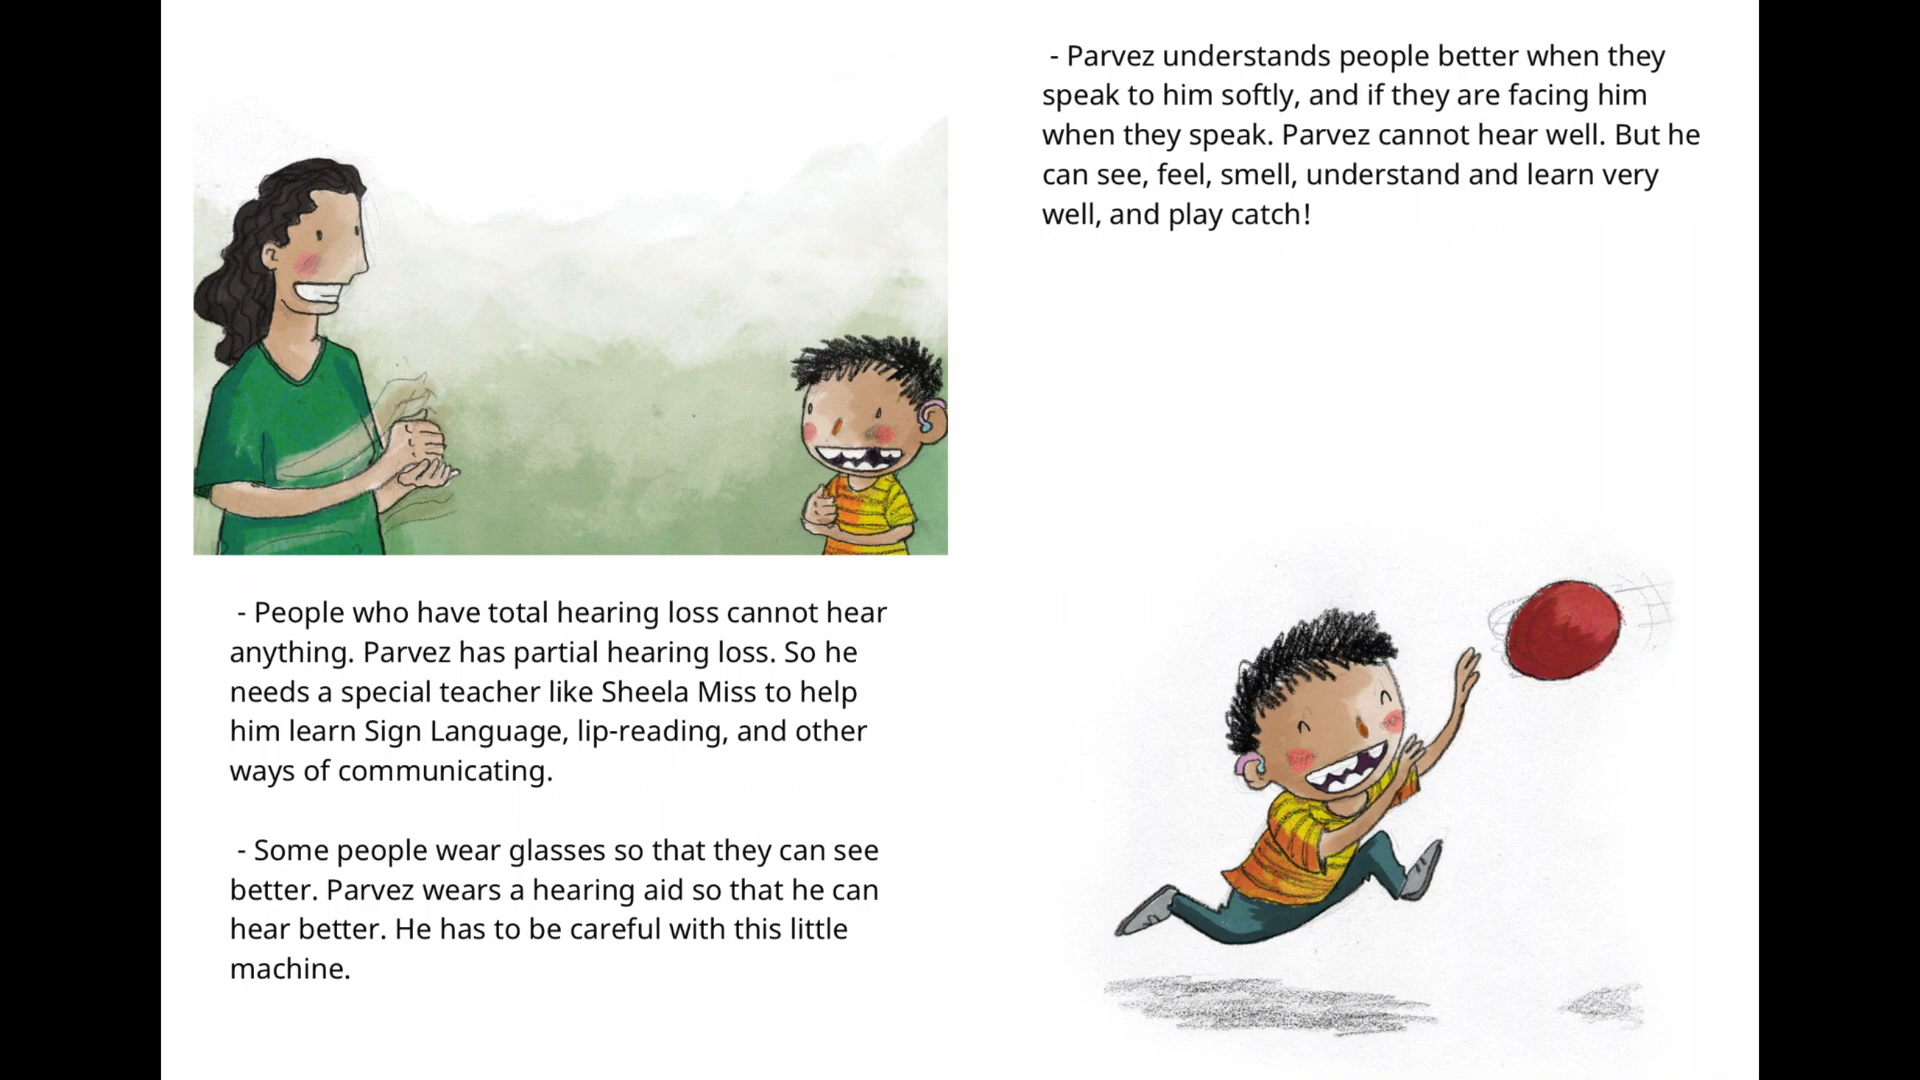 - People who have total hearing loss cannot hear
anything. Parvez has partial hearing loss. So he
needs a special teacher like Sheela Miss to help
him learn Sign Language, lip-reading, and other
ways of communicating.
- Some people wear glasses so that they can see
better. Parvez wears a hearing aid so that he can
hear better. He has to be careful with this little
machine.
- Parvez understands people better when they
speak to him softly, and if they are facing him
when they speak. Parvez cannot hear well. But he
can see, feel, smell, understand and learn very
well, and play catch!